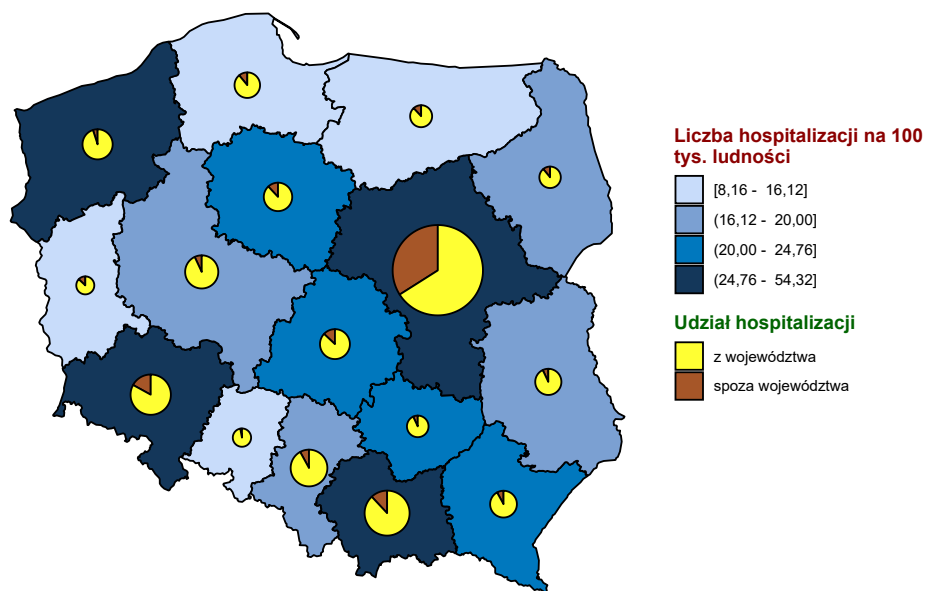 Liczba hospitalizacji na 100
tys. ludności
[8,16 - 16,12]
(16,12 - 20,00]
(20,00 - 24,76]
(24,76 - 54,32]
Udział hospitalizacji
z województwa
spoza województwa